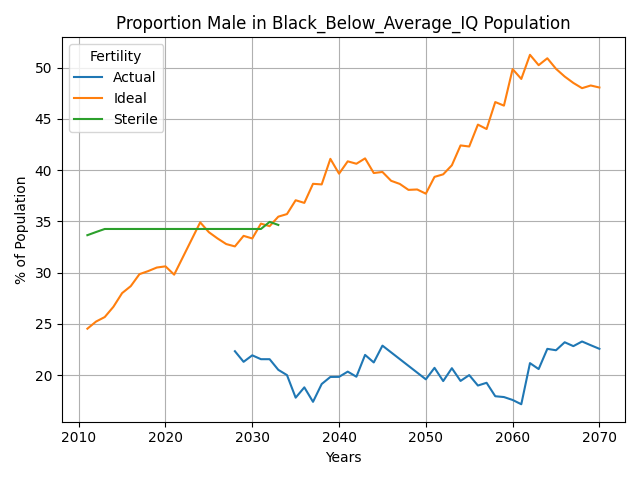 Proportion Male in Black_Below_Average_IQ Population
Fertility
Actual
Ideal
Sterile
% of Population
50
45
40
35
30
25
20
2010 2020 2030 2040 2050 2060 2070
Years